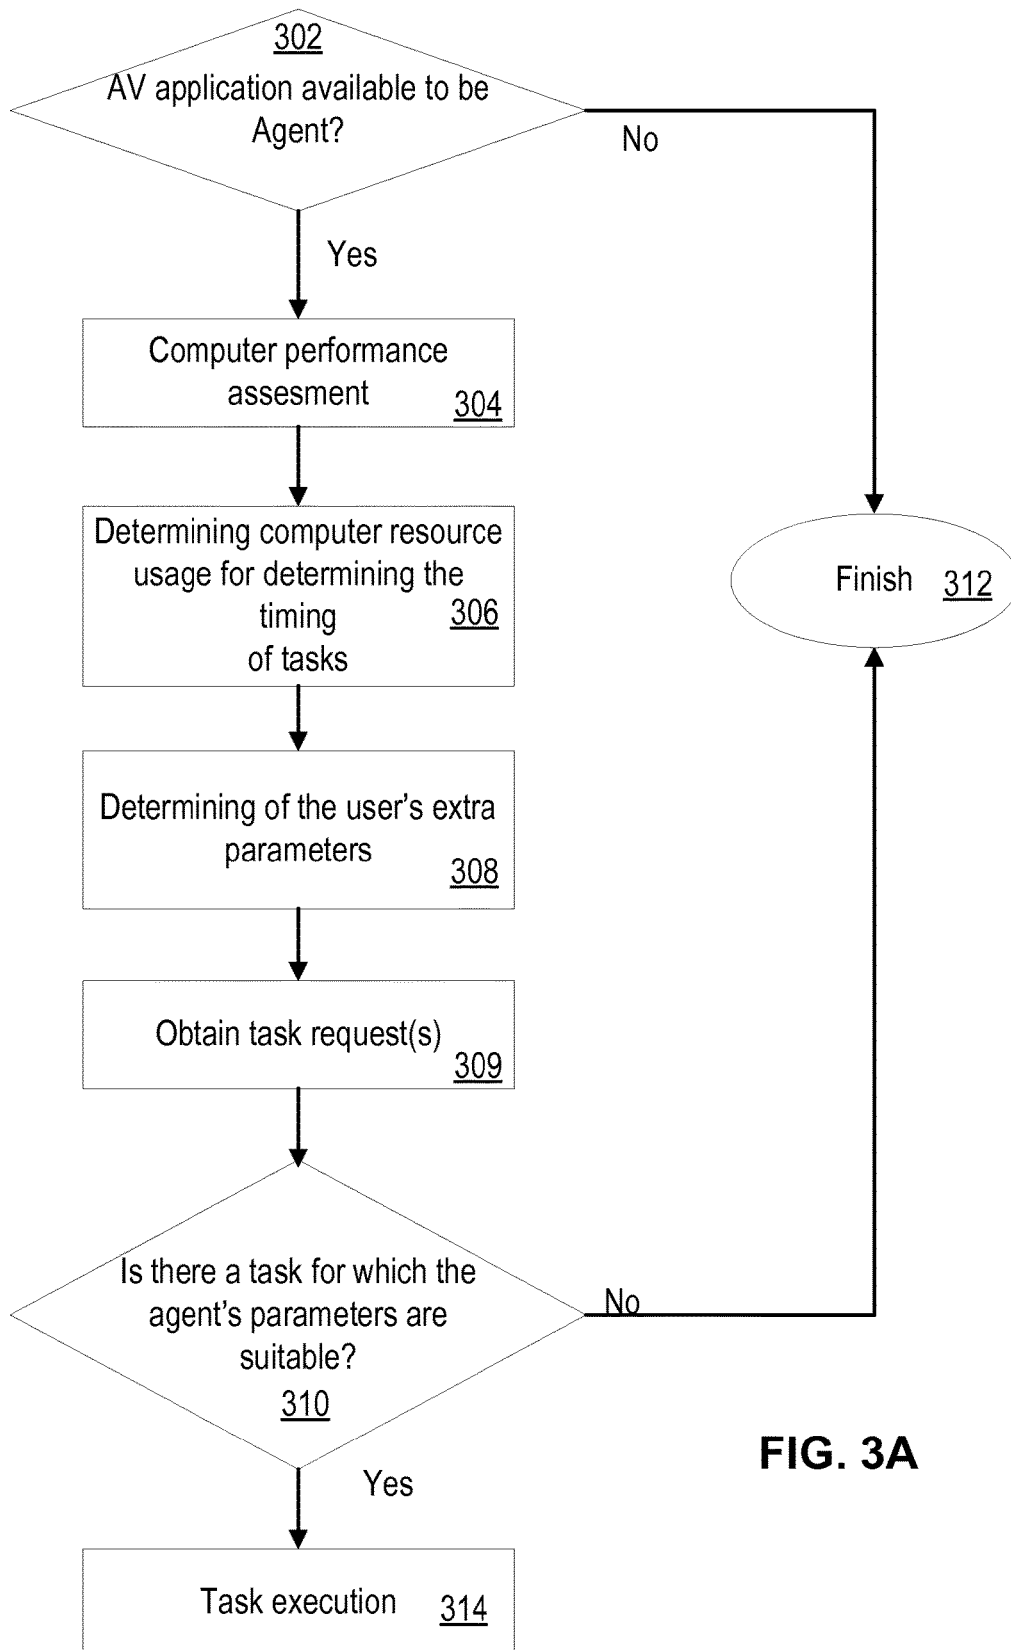 302
AV application available to be
Agent?
No
Yes
Computer performance
assesment
304
Determining computer resource
usage for determining the
timing
306
of tasks
Finish
312
Determining of the user's extra
parameters
308
Obtain task request(s)
309
Is there a task for which the
agent's parameters are
suitable?
310
No
Yes
FIG. 3A
Task execution
314